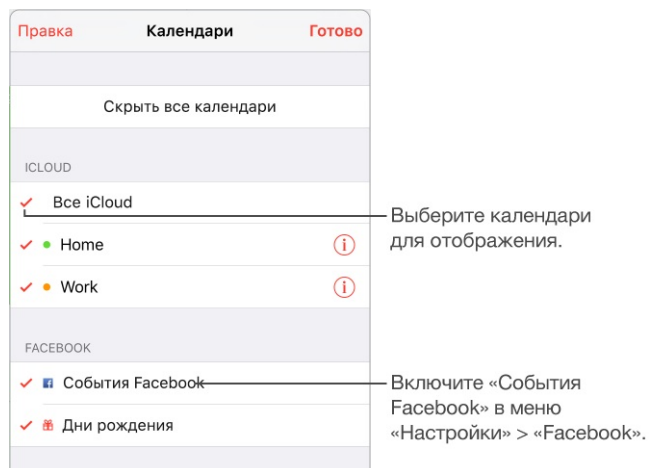 Правка Календари Готово
Скрыть все календари
ICLOUD
Все iCloud
Выберите календари
для отображения.
Home
Work
FACEBOOK
События Facebook
Включите «События
Facebook» в меню
«Настройки» > «Facebook».
Дни рождения